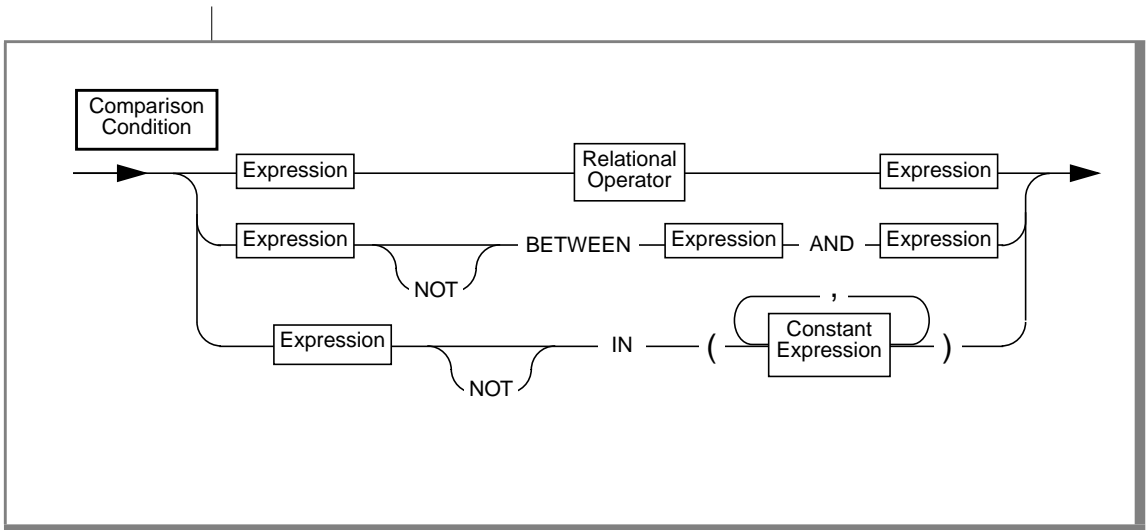 Comparison
Condition
Expression
Relational
Operator
Expression
Expression
NOT
BETWEEN
Expression
AND
Expression
Expression
NOT
IN
(
,
Constant
Expression
)